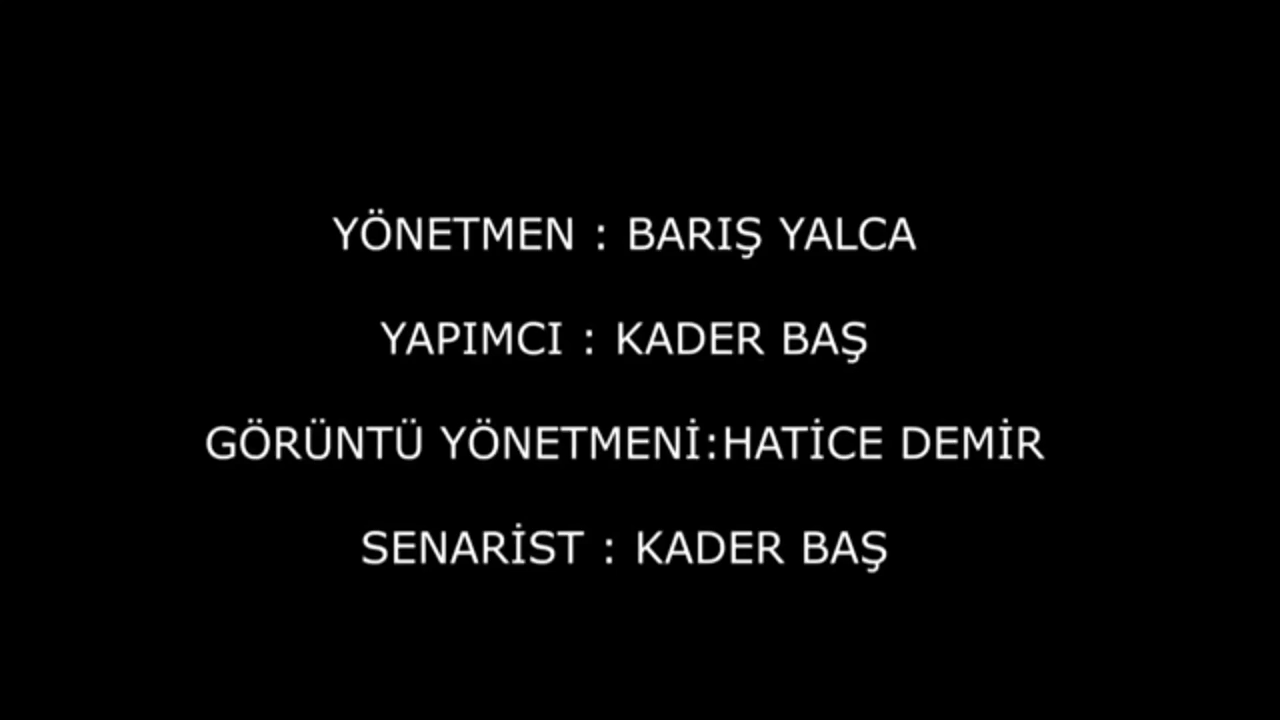 YÖNETMEN : BARIŞ YALCA
YAPIMCI : KADER BAŞ
GÖRÜNTÜ YÖNETMENİ:HATİCE DEMİR
SENARİST : KADER BAŞ